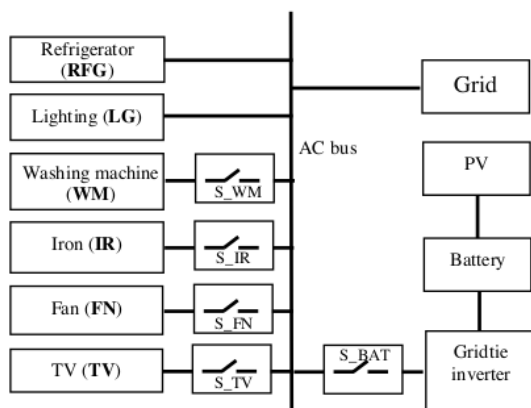 Refrigerator
(RFG)
Lighting (LG)
Washing machine
(WM)
S_WM
Iron (IR)
S_IR
Fan (FN)
S_FN
TV (TV)
S_TV
AC bus
Grid
PV
Battery
S_BAT
Gridtie
inverter